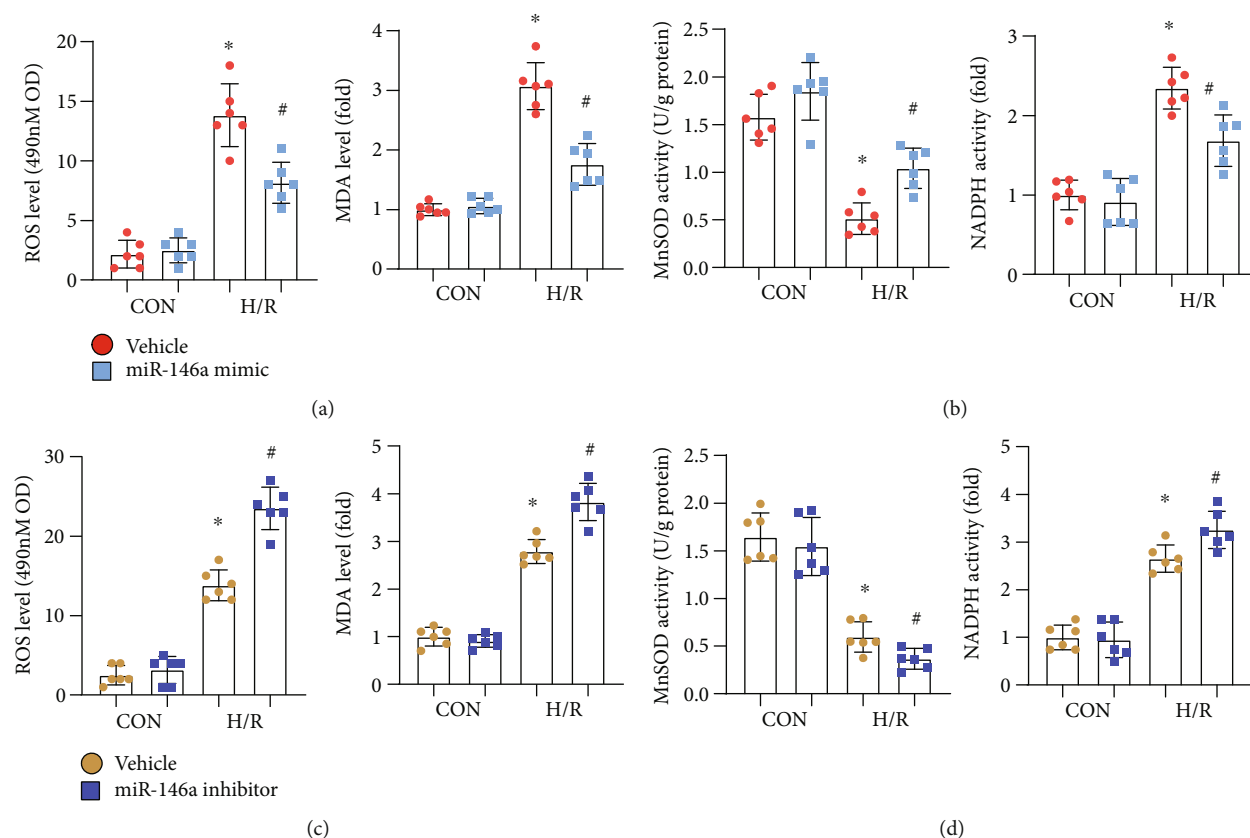 ROS level (490nM OD)
20
15
10
5
0
*
#
CON
H/R
MDA level (fold)
4
3
2
1
0
*
#
CON
H/R
Vehicle
miR-146a mimic
(a)
MnSOD activity (U/g protein)
2.5
2.0
1.5
1.0
0.5
0.0
*
#
CON
H/R
NADPH activity (fold)
3
2
1
0
*
#
CON
H/R
(b)
ROS level (490nM OD)
30
20
10
0
*
#
CON
H/R
MDA level (fold)
5
4
3
2
1
0
*
#
CON
H/R
Vehicle
miR-146a inhibitor
(c)
MnSOD activity (U/g protein)
2.5
2.0
1.5
1.0
0.5
0.0
*
#
CON
H/R
NADPH activity (fold)
5
4
3
2
1
0
*
#
CON
H/R
(d)